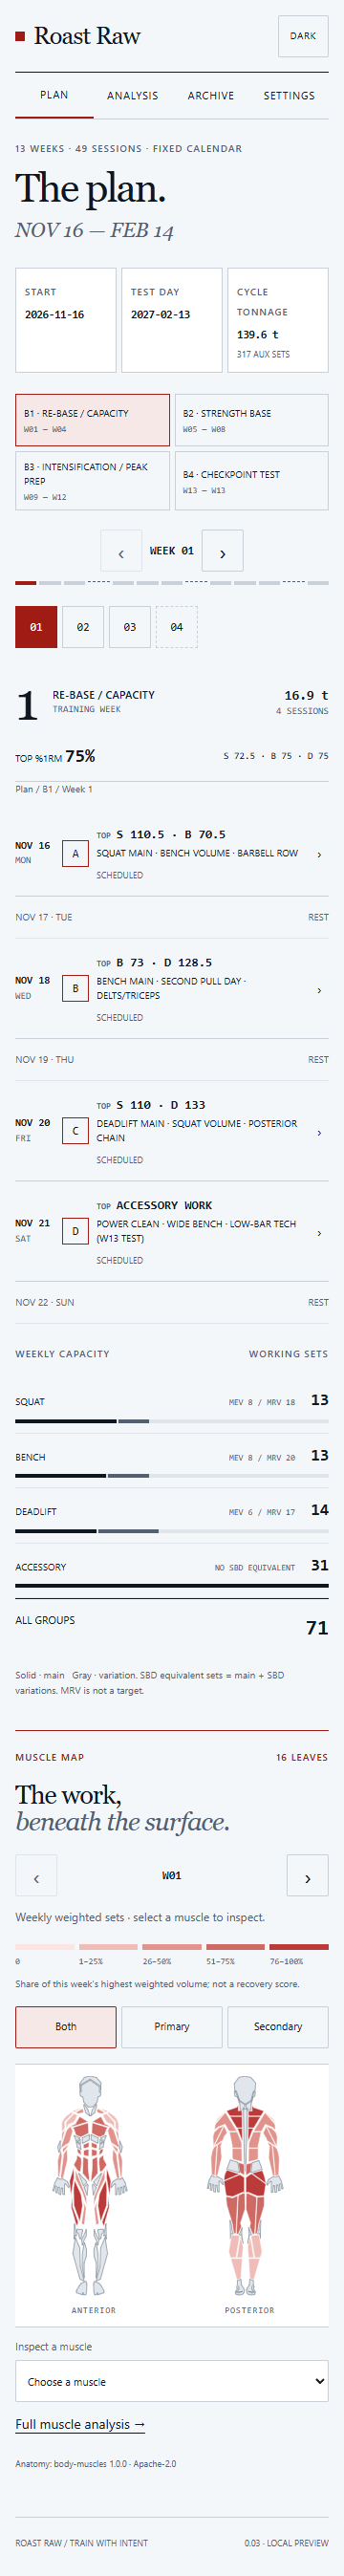 Roast Raw
DARK
PLAN ANALYSIS ARCHIVE SETTINGS
13 WEEKS · 49 SESSIONS · FIXED CALENDAR
The plan.
NOV 16 — FEB 14
START
2026-11-16
TEST DAY
2027-02-13
CYCLE
TONNAGE
139.6 t
317 AUX SETS
B1 · RE-BASE / CAPACITY
W01 — W04
B2 · STRENGTH BASE
W05 — W08
B3 · INTENSIFICATION / PEAK
PREP
W09 — W12
B4 · CHECKPOINT TEST
W13 — W13
‹ WEEK 01 ›
01 02 03 04
1
RE-BASE / CAPACITY
TRAINING WEEK
16.9 t
4 SESSIONS
TOP %1RM 75%
S 72.5 · B 75 · D 75
Plan / B1 / Week 1
NOV 16
MON
A
TOP S 110.5 · B 70.5
SQUAT MAIN · BENCH VOLUME · BARBELL ROW ›
SCHEDULED
NOV 17 · TUE REST
NOV 18
WED
B
TOP B 73 · D 128.5
BENCH MAIN · SECOND PULL DAY ·
DELTS/TRICEPS ›
SCHEDULED
NOV 19 · THU REST
NOV 20
FRI
C
TOP S 110 · D 133
DEADLIFT MAIN · SQUAT VOLUME · POSTERIOR
CHAIN ›
SCHEDULED
NOV 21
SAT
D
TOP ACCESSORY WORK
POWER CLEAN · WIDE BENCH · LOW-BAR TECH
(W13 TEST) ›
SCHEDULED
NOV 22 · SUN REST
WEEKLY CAPACITY WORKING SETS
SQUAT MEV 8 / MRV 18 13
BENCH MEV 8 / MRV 20 13
DEADLIFT MEV 6 / MRV 17 14
ACCESSORY NO SBD EQUIVALENT 31
ALL GROUPS 71
Solid · main Gray · variation. SBD equivalent sets = main + SBD
variations. MRV is not a target.
MUSCLE MAP 16 LEAVES
The work,
beneath the surface.
‹ W01 ›
Weekly weighted sets · select a muscle to inspect.
0 1–25% 26–50% 51–75% 76–100%
Share of this week's highest weighted volume; not a recovery score.
Both Primary Secondary
ANTERIOR POSTERIOR
Inspect a muscle
Choose a muscle
Full muscle analysis →
Anatomy: body-muscles 1.0.0 · Apache-2.0
ROAST RAW / TRAIN WITH INTENT 0.03 · LOCAL PREVIEW